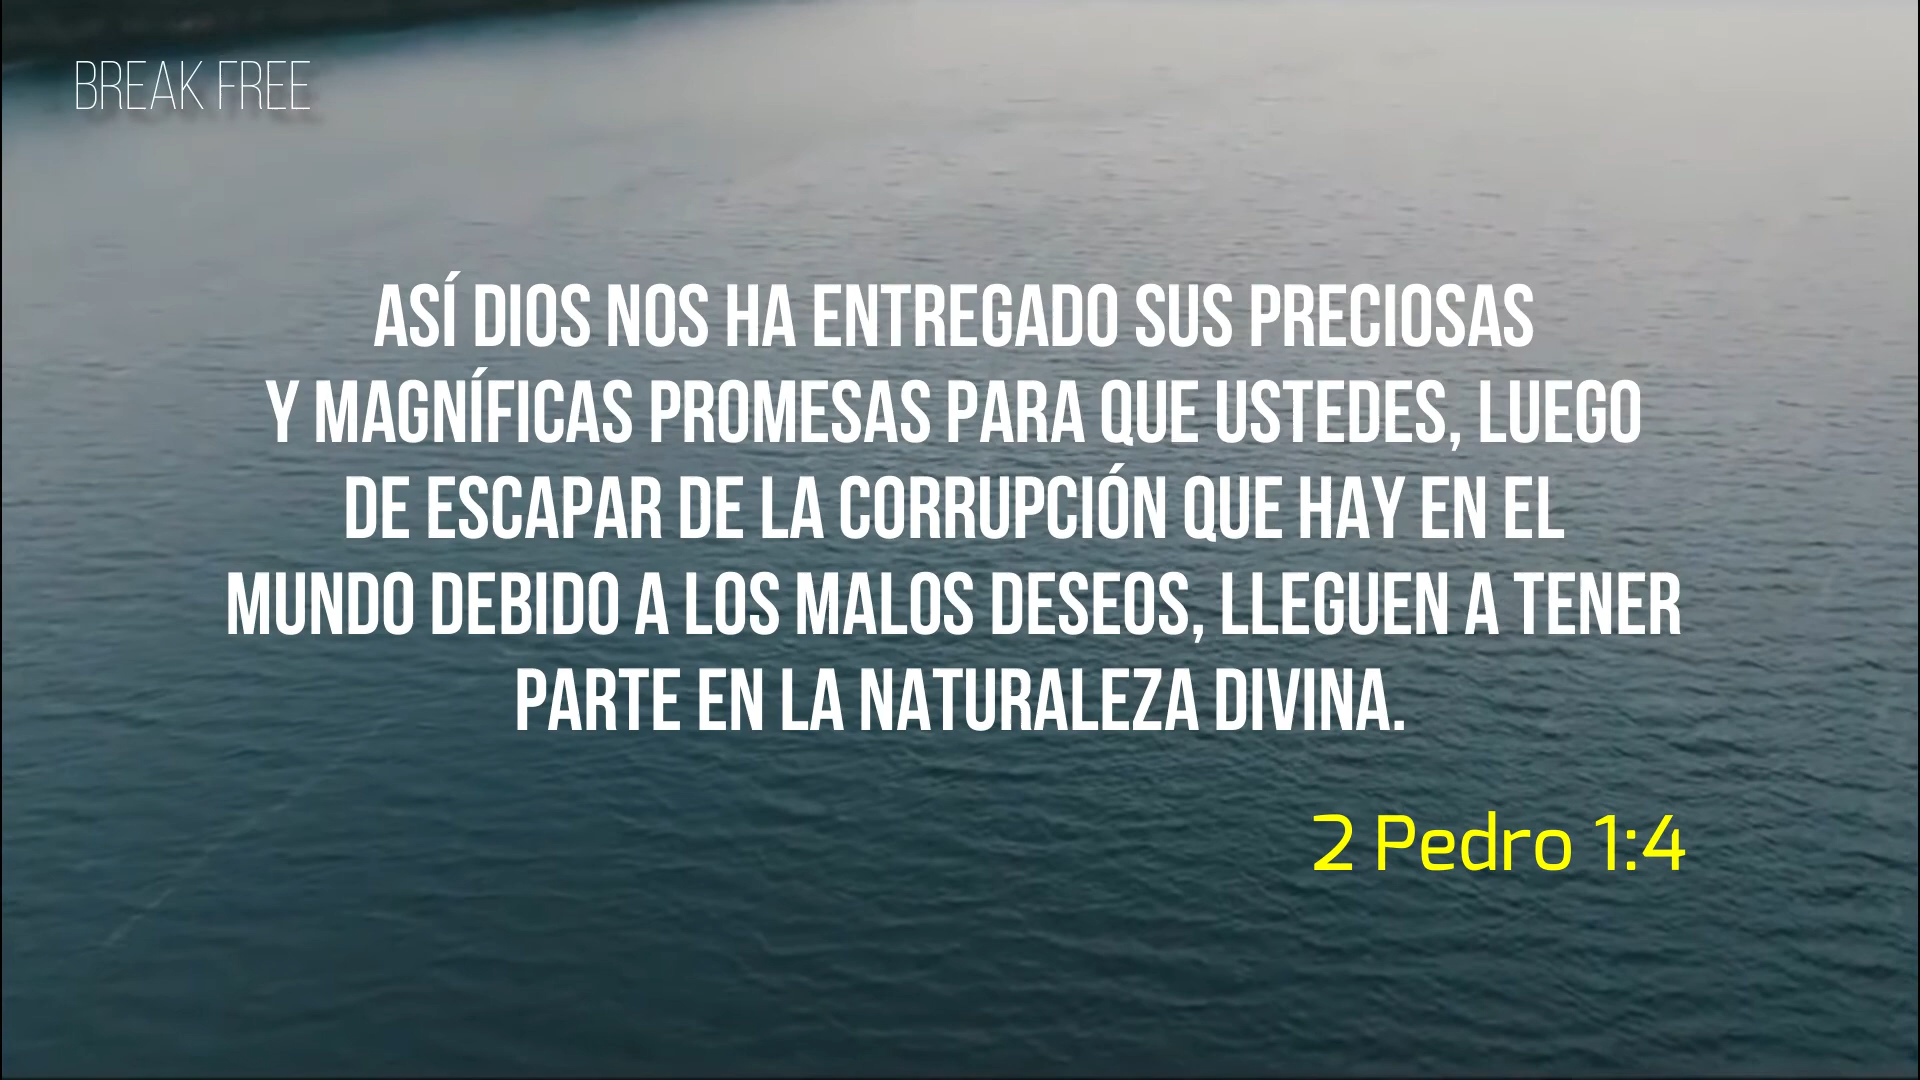 BREAK FREE
ASÍ DIOS NOS HA ENTREGADO SUS PRECIOSAS
Y MAGNÍFICAS PROMESAS PARA QUE USTEDES, LUEGO
DE ESCAPAR DE LA CORRUPCIÓN QUE HAY EN EL
MUNDO DEBIDO A LOS MALOS DESEOS, LLEGUEN A TENER
PARTE EN LA NATURALEZA DIVINA.
2 Pedro 1:4